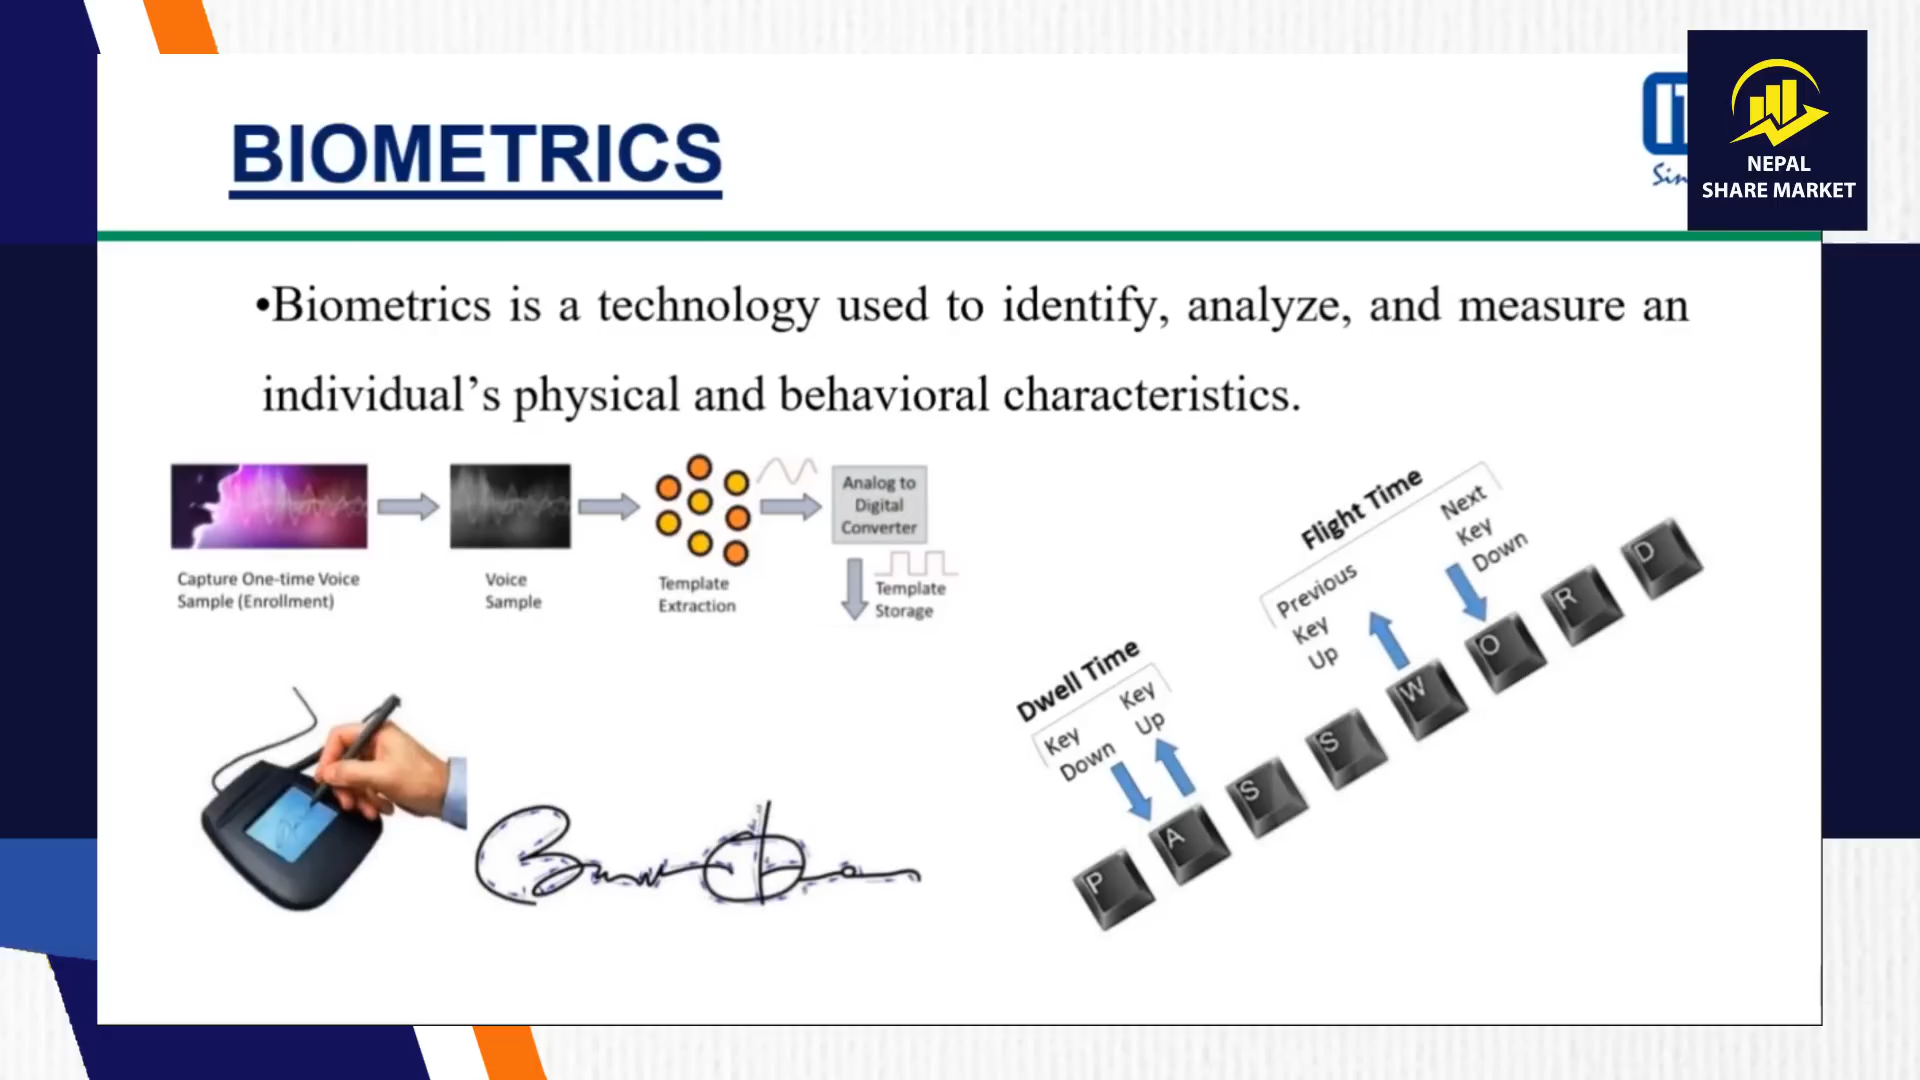 BIOMETRICS
NEPAL
SHARE MARKET
•Biometrics is a technology used to identify, analyze, and measure an
individual’s physical and behavioral characteristics.
Capture One-time Voice
Sample (Enrollment)
Voice
Sample
Template
Extraction
Analog to
Digital
Converter
Template
Storage
Dwell Time
Key
Down
Key
Up
Flight Time
Previous
Key
Up
Next
Key
Down
P A S S W O R D